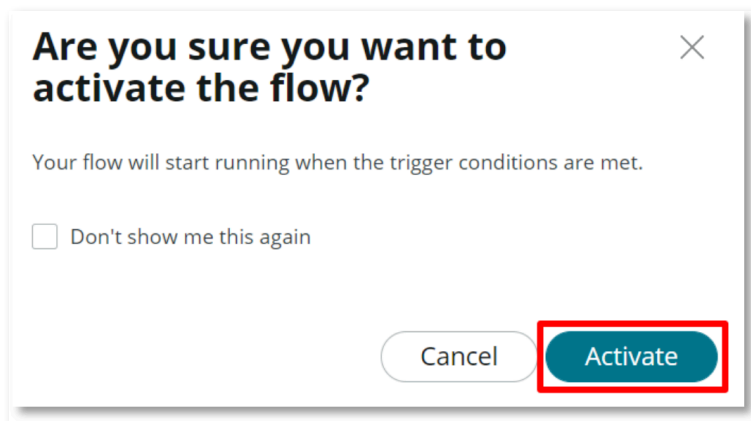 Are you sure you want to
activate the flow?
Your flow will start running when the trigger conditions are met.
Don't show me this again
Cancel
Activate